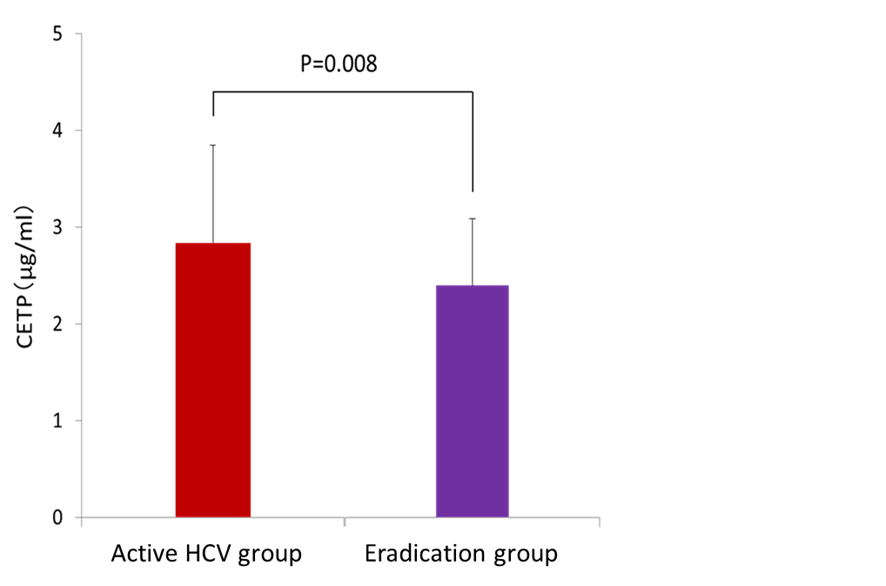 5
P=0.008
4
3
CETP（µg/ml）
2
1
0
Active HCV group
Eradication group